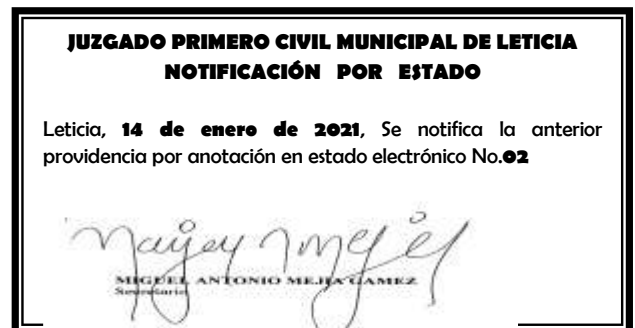 JUZGADO PRIMERO CIVIL MUNICIPAL DE LETICIA
NOTIFICACIÓN POR ESTADO
Leticia, 14 de enero de 2021, Se notifica la anterior
providencia por anotación en estado electrónico No.02
MIGUEL ANTONIO MEJIA GAMEZ
Secretario